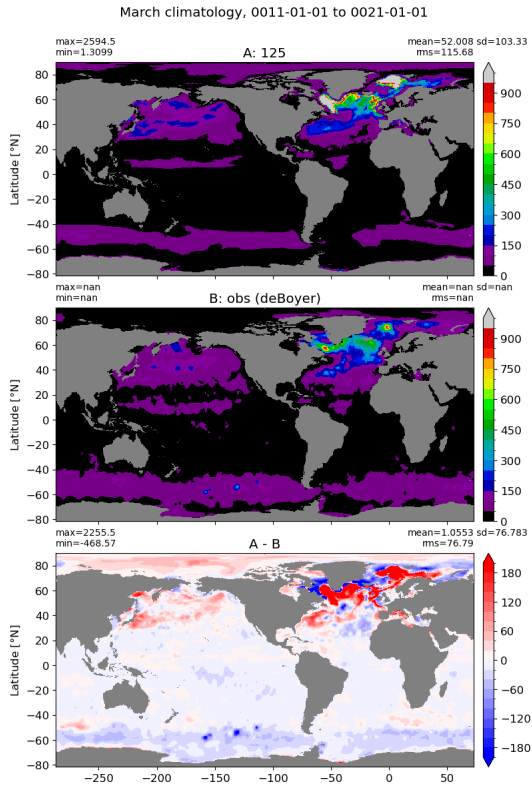 March climatology, 0011-01-01 to 0021-01-01
max=2594.5
min=1.3099
A: 125
mean=52.008 sd=103.33
rms=115.68
Latitude [°N]
80
60
40
20
0
−20
−40
−60
−80
900
750
600
450
300
150
0
max=nan
min=nan
B: obs (deBoyer)
mean=nan sd=nan
rms=nan
Latitude [°N]
80
60
40
20
0
−20
−40
−60
−80
900
750
600
450
300
150
0
max=2255.5
min=-468.57
A - B
mean=1.0553 sd=76.783
rms=76.79
Latitude [°N]
80
60
40
20
0
−20
−40
−60
−80
180
120
60
0
−60
−120
−180
−250 −200 −150 −100 −50 0 50